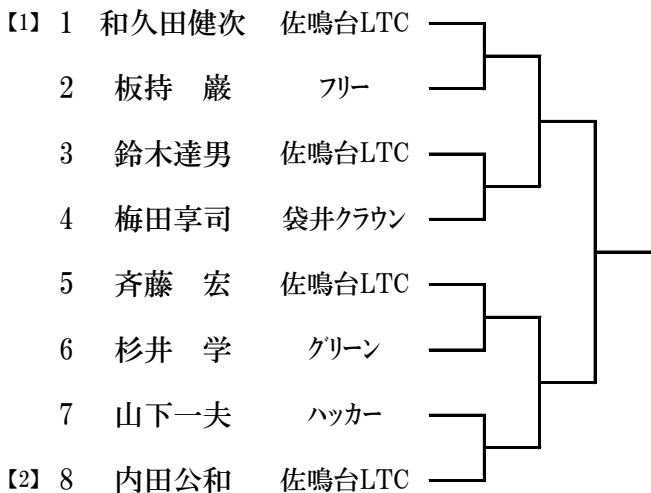 【1】 1 和久田健次 佐鳴台LTC
2 板持 巌 フリー
3 鈴木達男 佐鳴台LTC
4 梅田享司 袋井クラウン
5 斉藤 宏 佐鳴台LTC
6 杉井 学 グリーン
7 山下一夫 ハッカー
【2】 8 内田公和 佐鳴台LTC